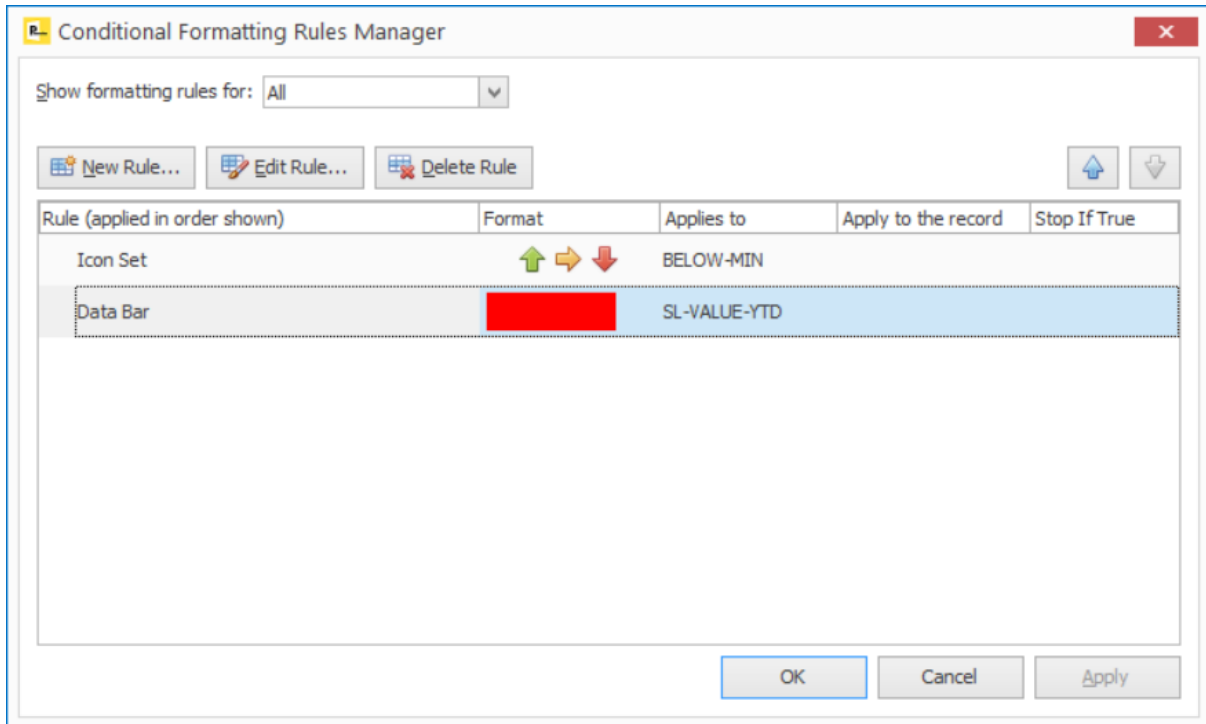 Conditional Formatting Rules Manager
Show formatting rules for: All
New Rule... Edit Rule... Delete Rule
Rule (applied in order shown) Format Applies to Apply to the record Stop If True
Icon Set BELOW-MIN
Data Bar SL-VALUE-YTD
OK Cancel Apply